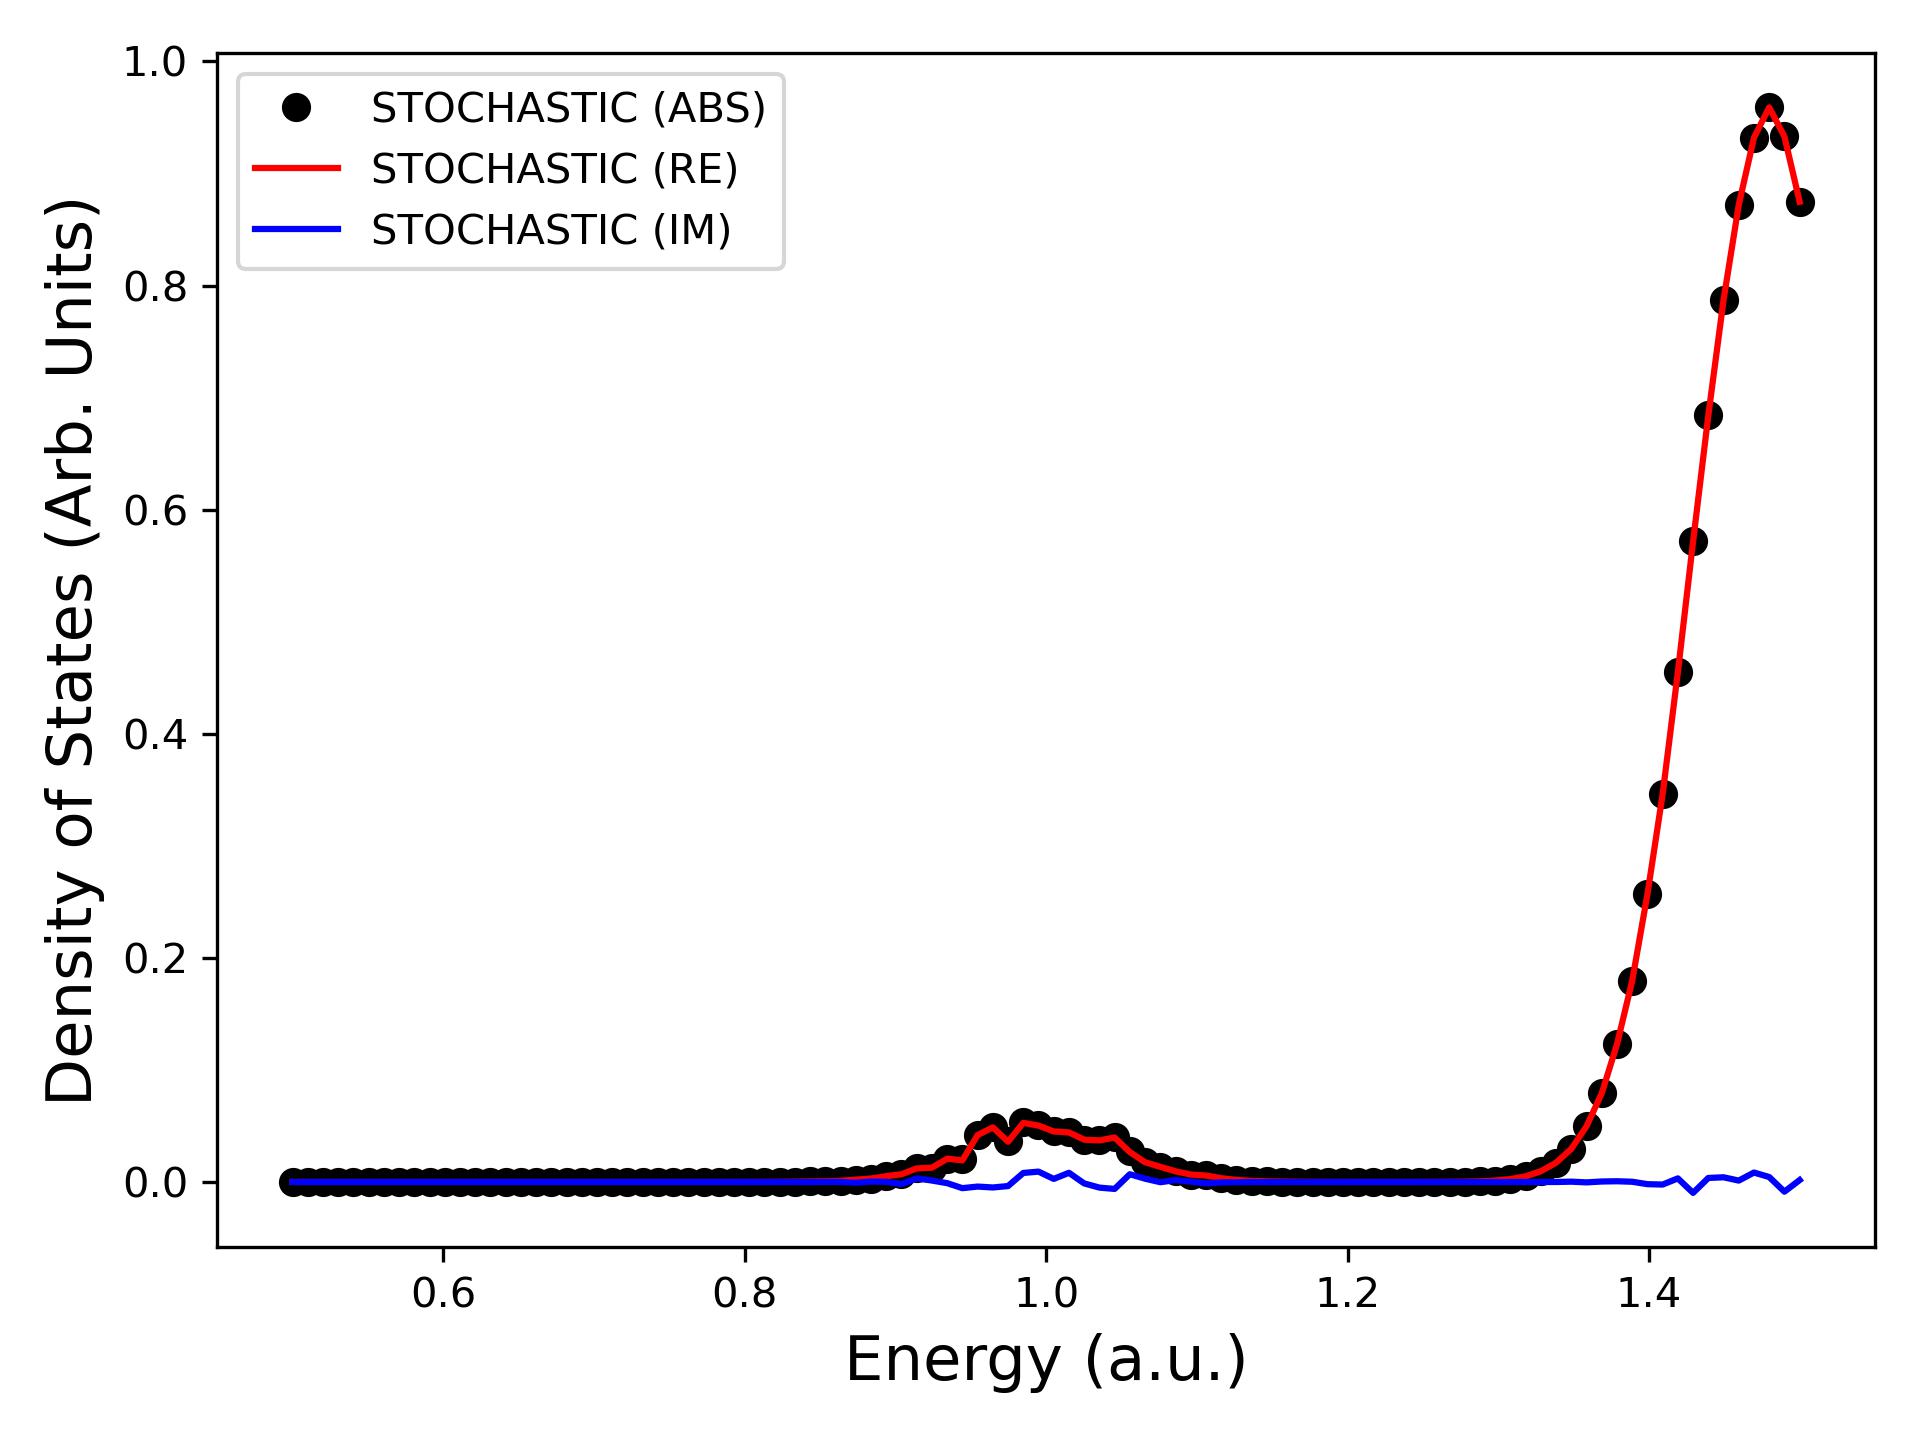 Density of States (Arb. Units)
1.0
0.8
0.6
0.4
0.2
0.0
STOCHASTIC (ABS)
STOCHASTIC (RE)
STOCHASTIC (IM)
0.6 0.8 1.0 1.2 1.4
Energy (a.u.)